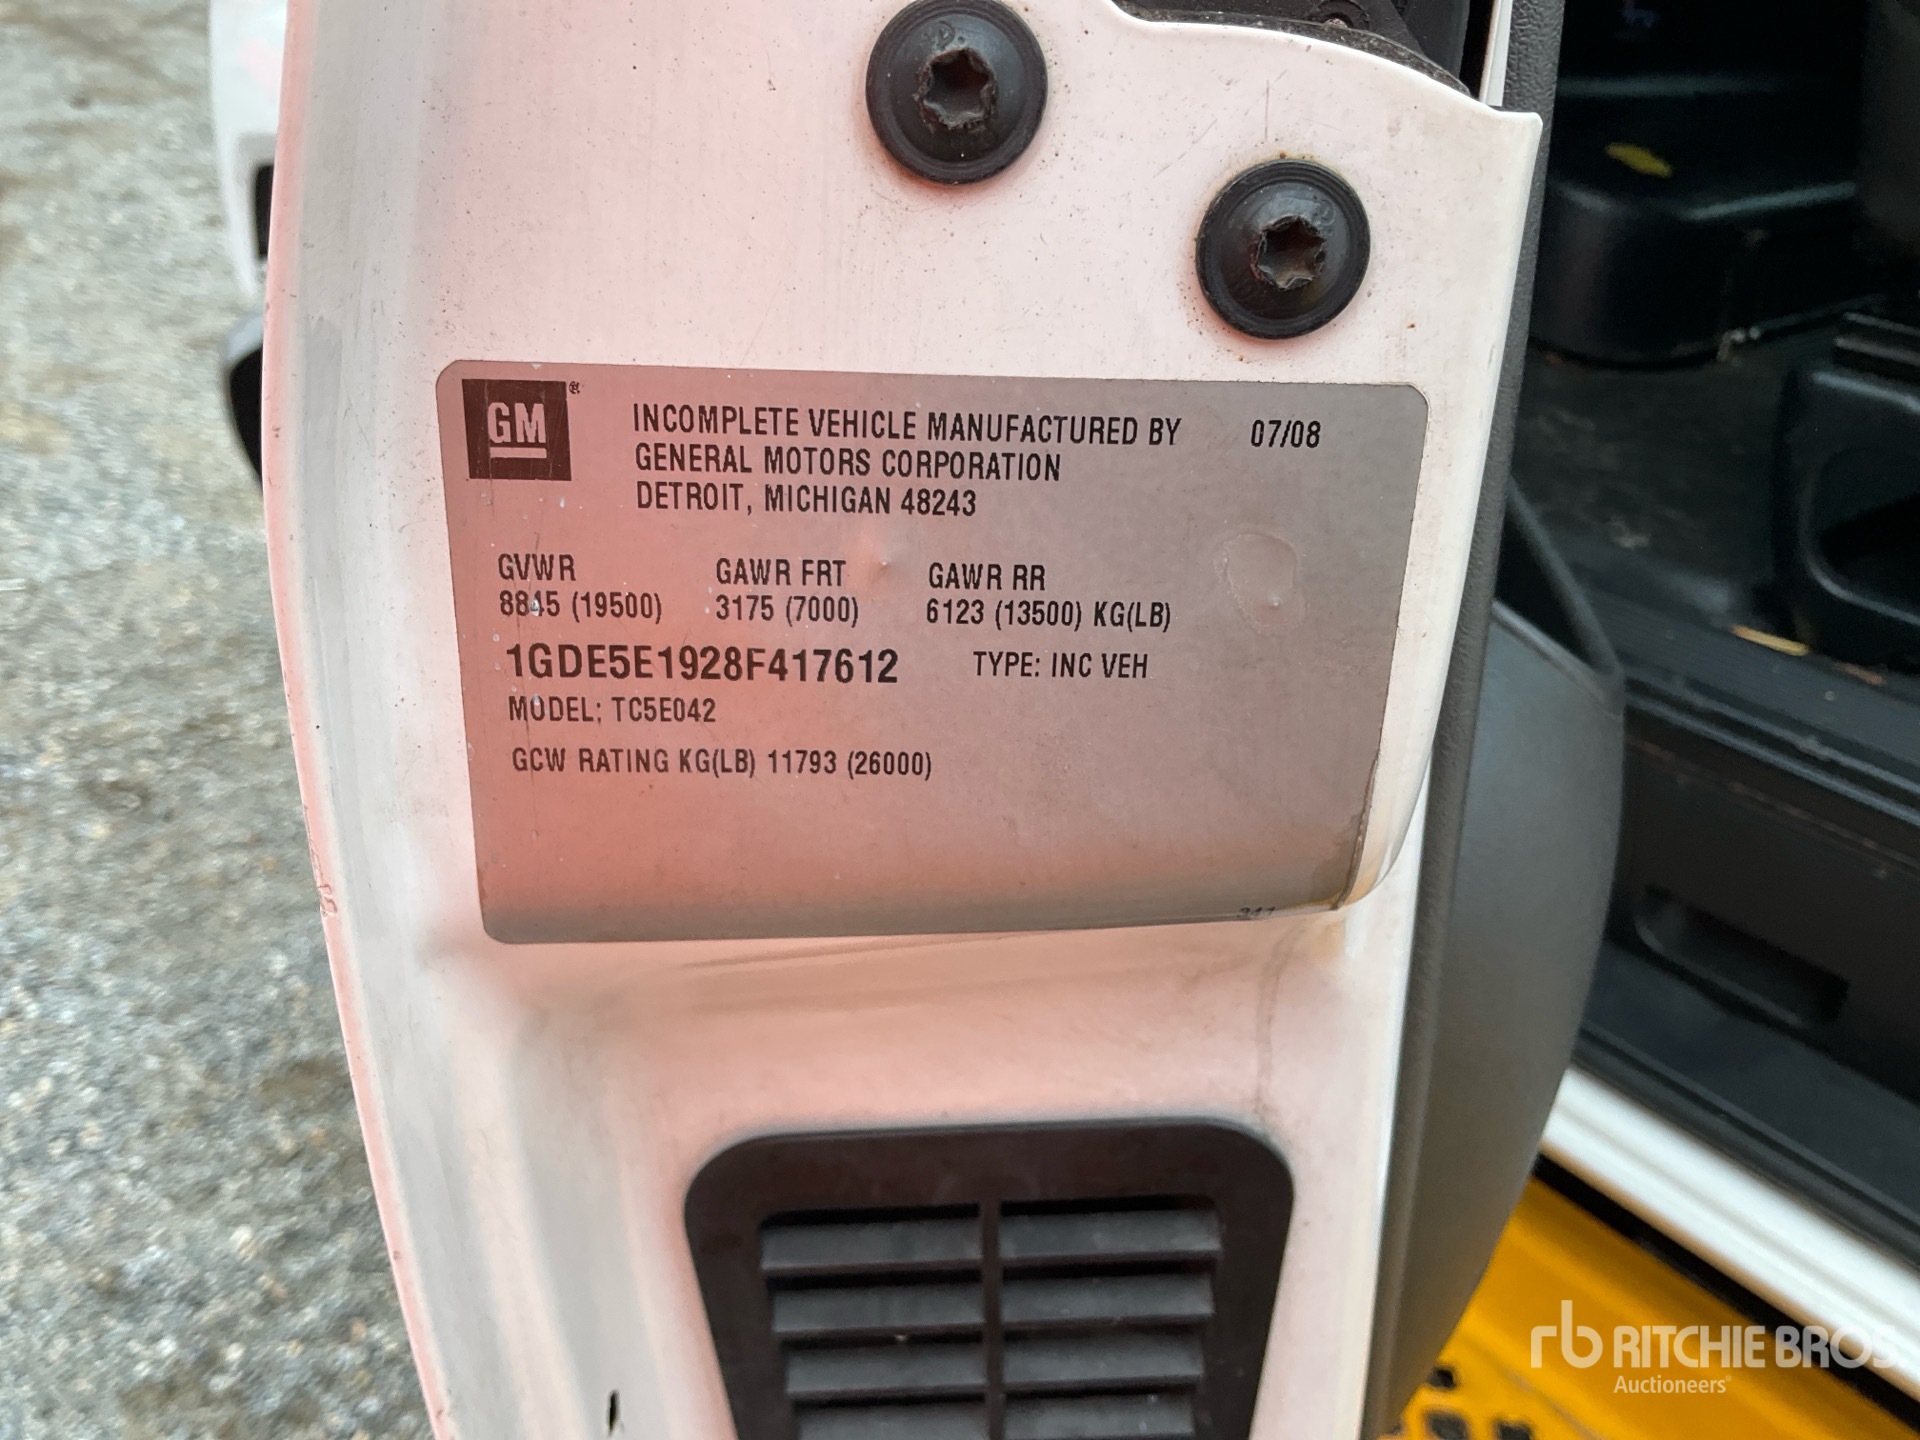 GM ®
INCOMPLETE VEHICLE MANUFACTURED BY 07/08
GENERAL MOTORS CORPORATION
DETROIT, MICHIGAN 48243
GVWR GAWR FRT GAWR RR
8845 (19500) 3175 (7000) 6123 (13500) KG(LB)
1GDE5E1928F417612 TYPE: INC VEH
MODEL: TC5E042
GCW RATING KG(LB) 11793 (26000)
rb RITCHIE BROS
Auctioneers